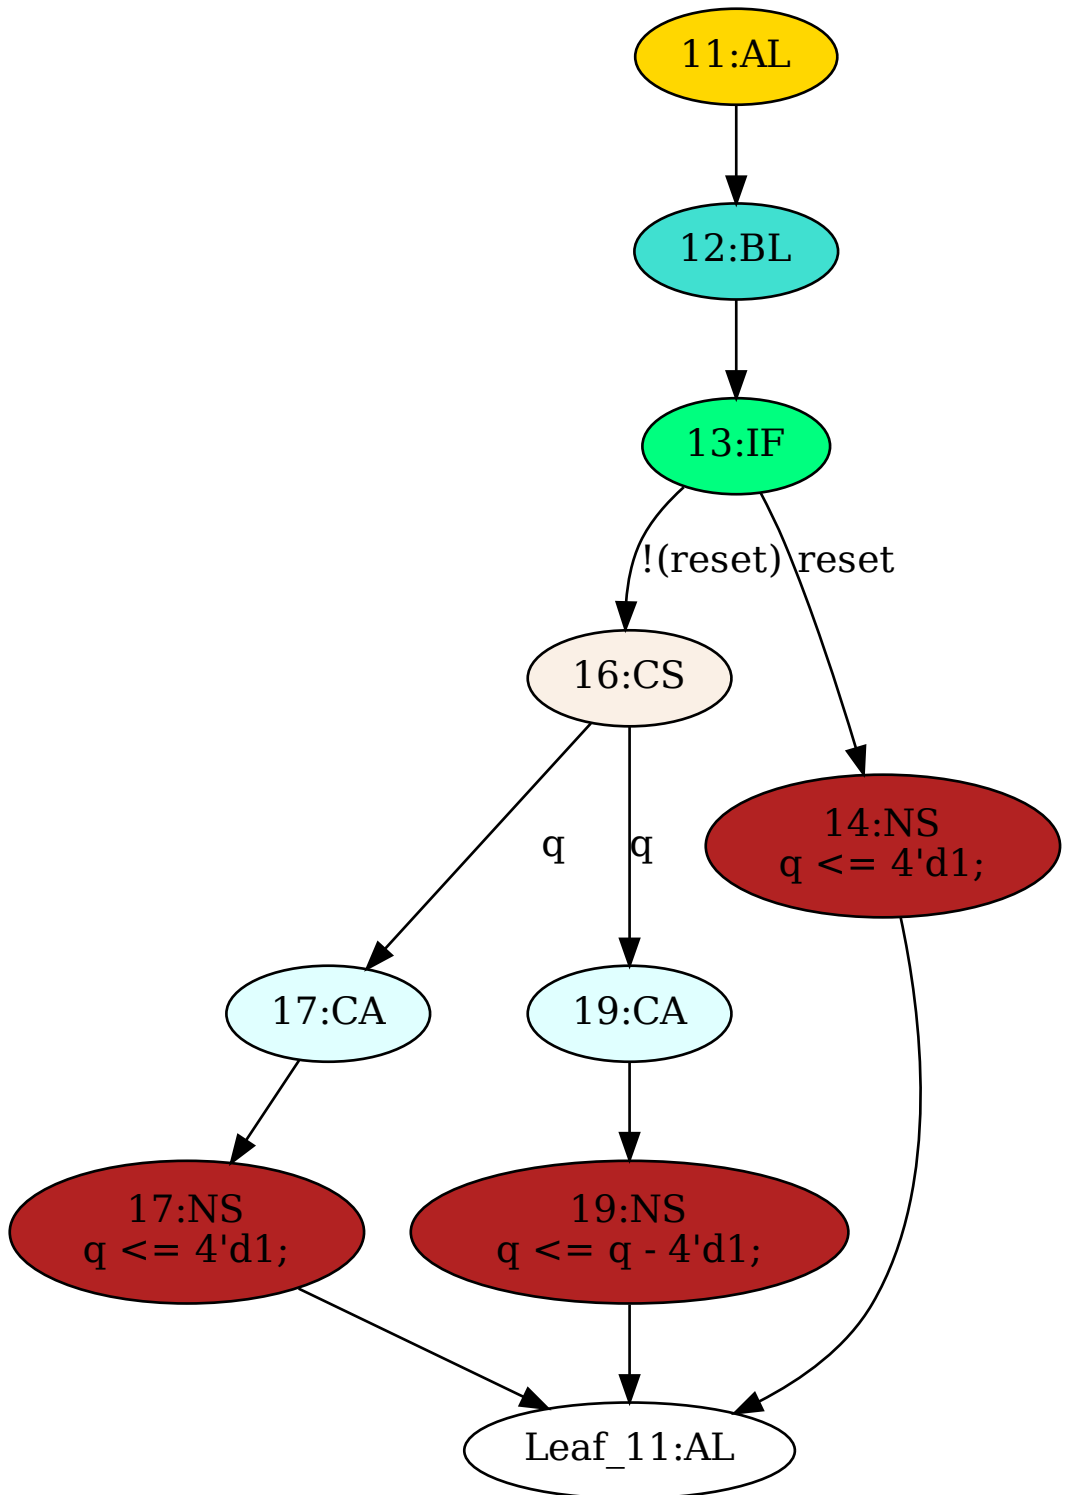 11:AL
12:BL
13:IF
!(reset)
reset
16:CS
14:NS
q <= 4'd1;
q
q
17:CA
19:CA
17:NS
q <= 4'd1;
19:NS
q <= q - 4'd1;
Leaf_11:AL